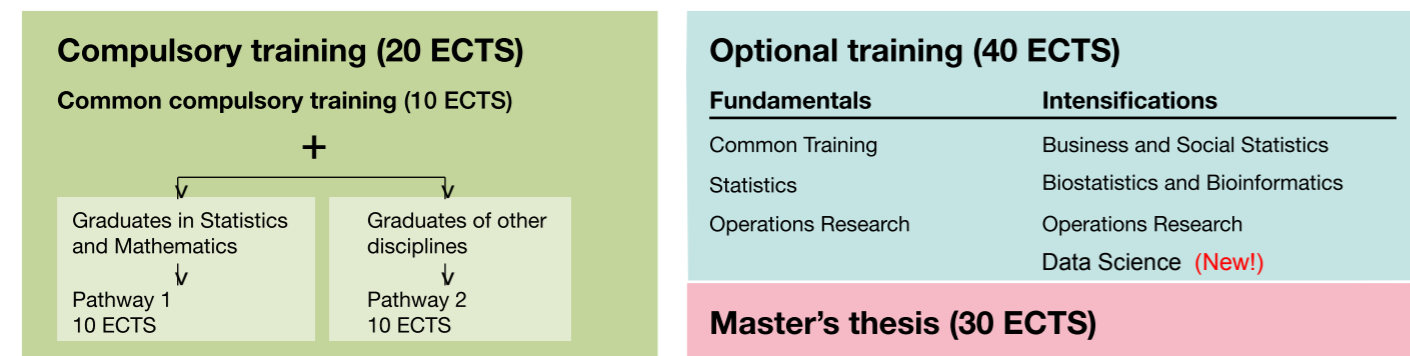 Compulsory training (20 ECTS)
Common compulsory training (10 ECTS)
+
Graduates in Statistics
and Mathematics
Pathway 1
10 ECTS
Graduates of other
disciplines
Pathway 2
10 ECTS
Optional training (40 ECTS)
Fundamentals
Common Training
Statistics
Operations Research
Intensifications
Business and Social Statistics
Biostatistics and Bioinformatics
Operations Research
Data Science (New!)
Master’s thesis (30 ECTS)